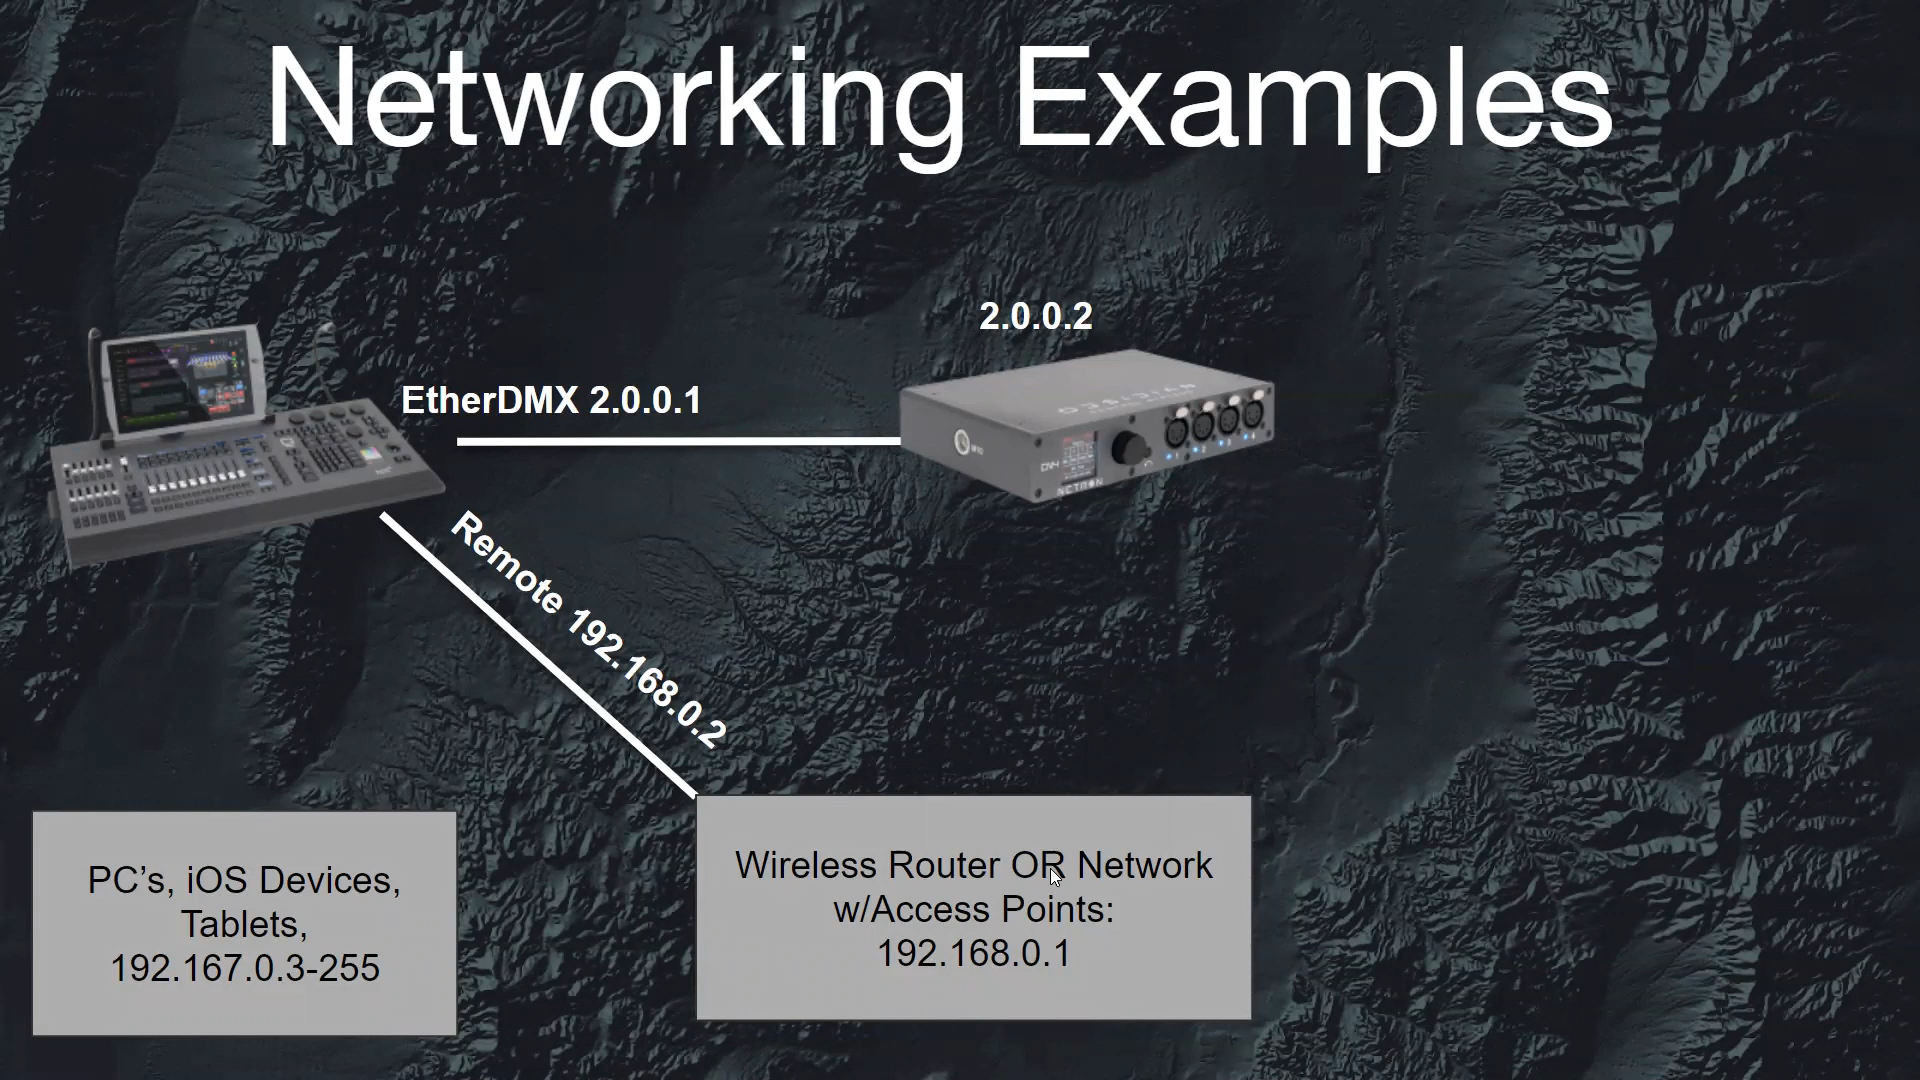 Networking Examples
2.0.0.2
EtherDMX 2.0.0.1
NETRON
Remote 192.168.0.2
PC’s, iOS Devices,
Tablets,
192.167.0.3-255
Wireless Router OR Network
w/Access Points:
192.168.0.1